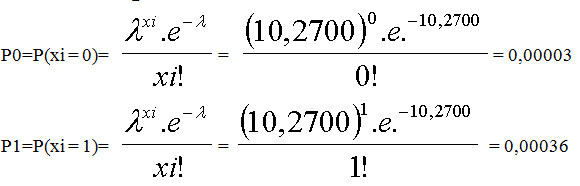 P0=P(xi=0)= λ^xi.e^-λ / xi! = (10,2700)^0.e.^-10,2700 / 0! = 0,00003
P1=P(xi=1)= λ^xi.e^-λ / xi! = (10,2700)^1.e.^-10,2700 / 1! = 0,00036